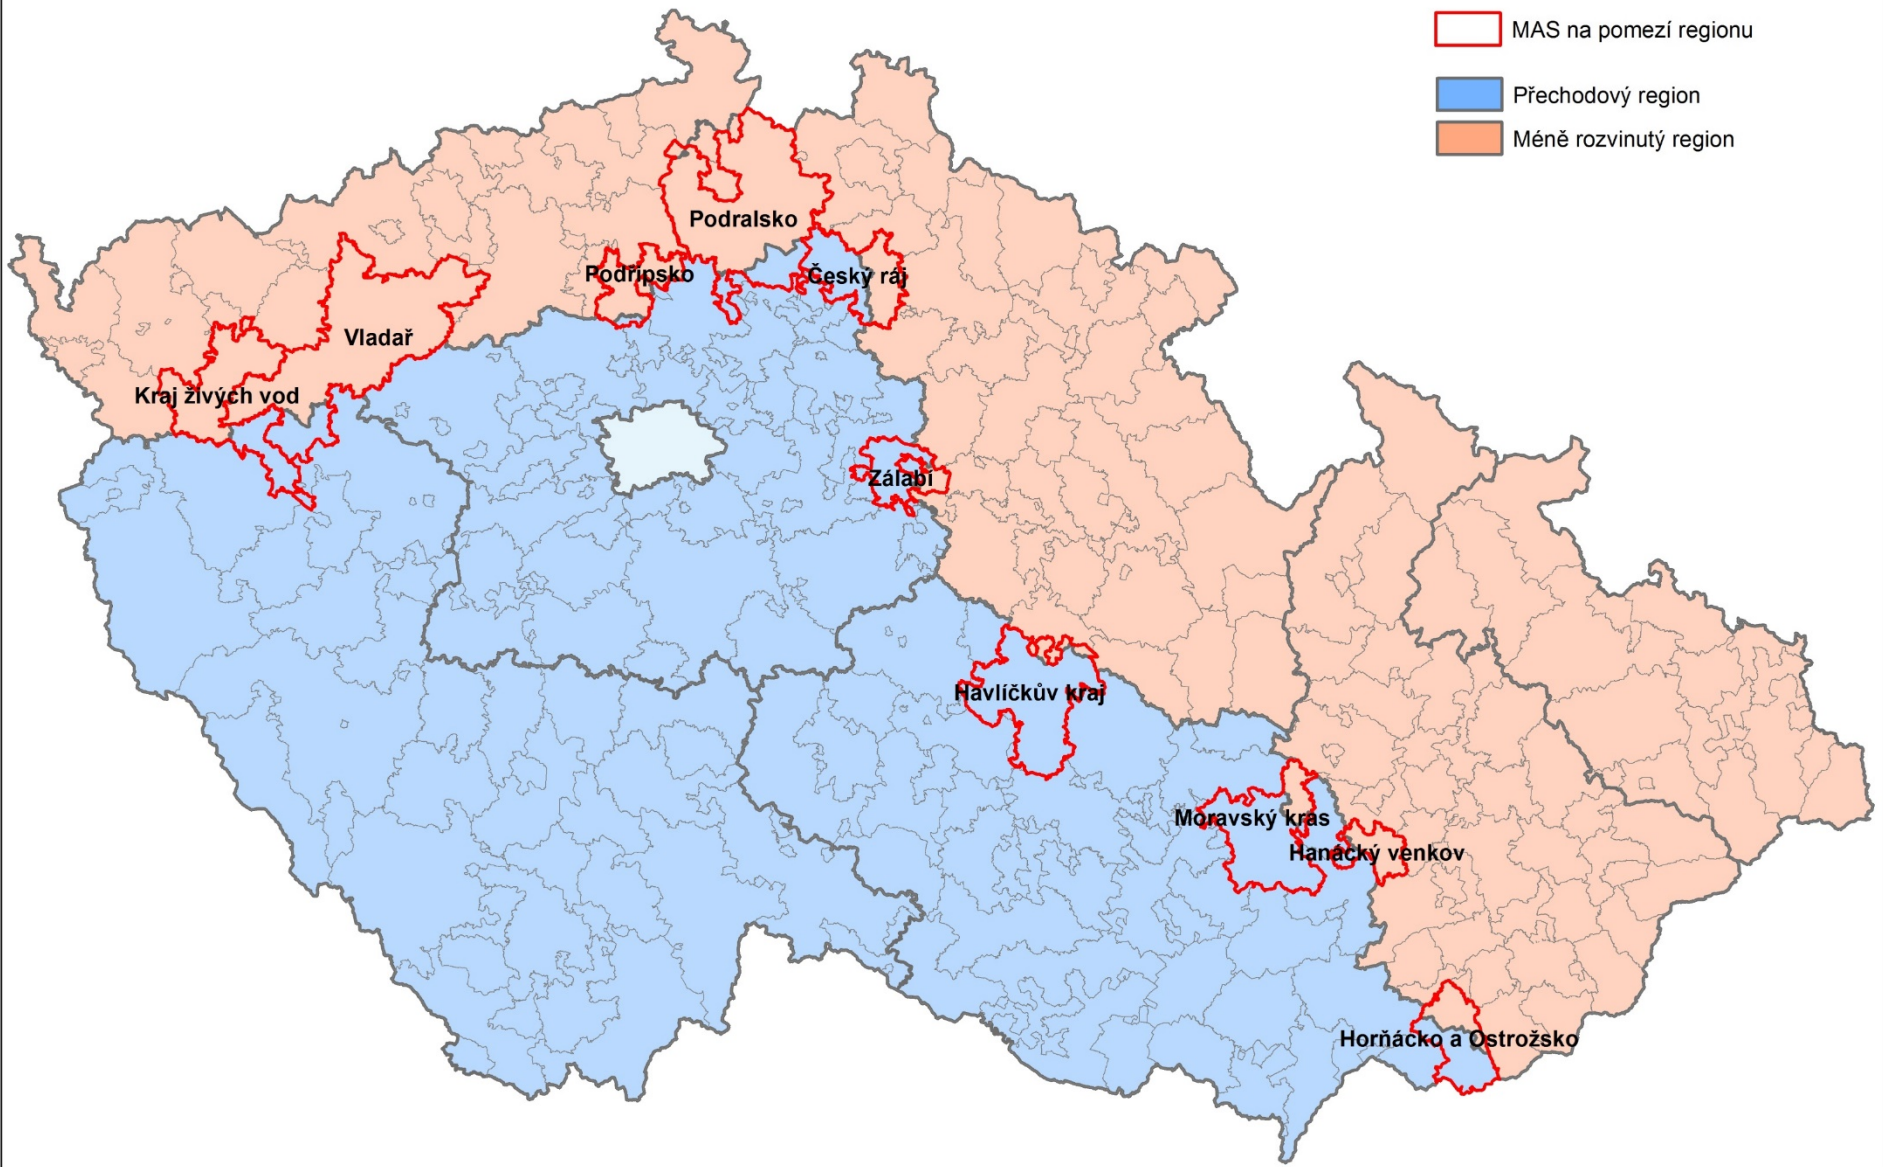 MAS na pomezí regionu
Přechodový region
Méně rozvinutý region
Podralsko
Podřipsko
Český ráj
Vladař
Kraj živých vod
Zálabí
Havlíčkův kraj
Moravský kras
Hanácký venkov
Horňácko a Ostrožsko